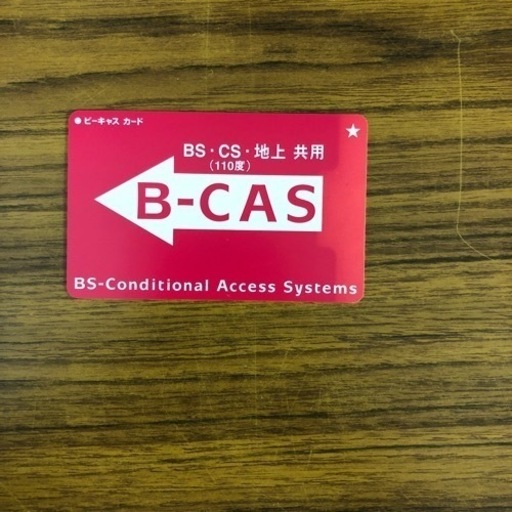 ビーキャス カード
BS・CS・地上 共用
(110度)
B-CAS
BS-Conditional Access Systems